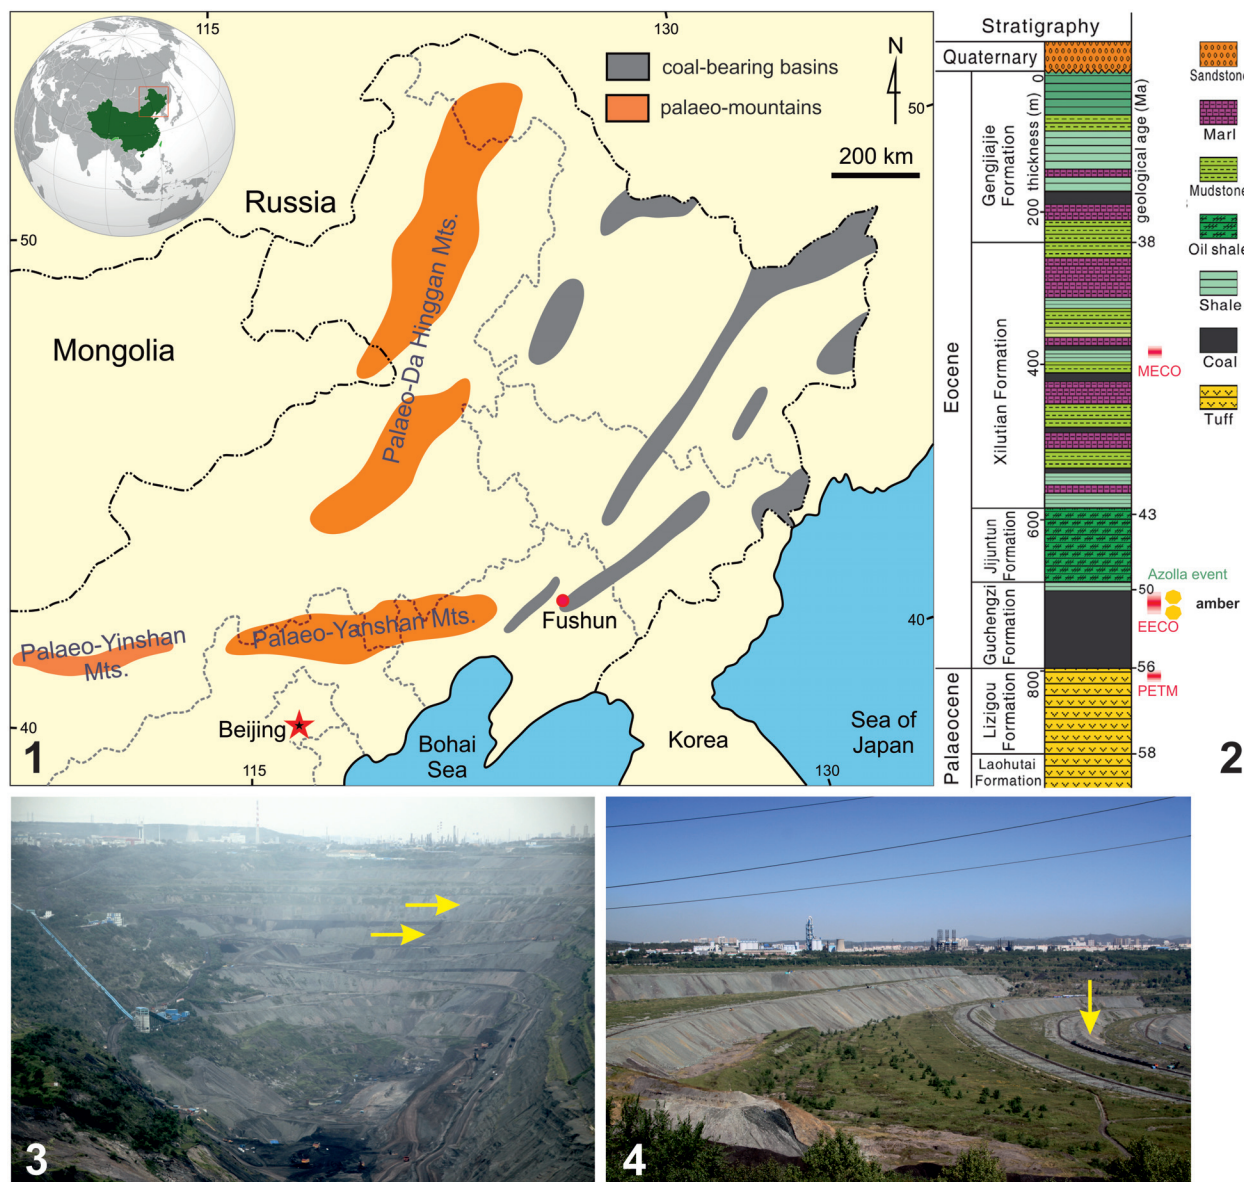 115
130
N
coal-bearing basins
palaeo-mountains
50
200 km
Russia
50
Mongolia
Palaeo-Da Hinggan Mts.
Fushun
Palaeo-Yanshan Mts.
Palaeo-Yinshan
Mts.
40
Beijing
40
Bohai
Sea
Korea
Sea of
Japan
1
115
130
Stratigraphy
Quaternary
Eocene
Palaeocene
Gengjiajie
Formation
Xilutian Formation
Jijuntun
Formation
Guchengzi
Formation
Lizigou
Formation
Laohutai
Formation
0
thickness (m)
200
400
600
800
geological age (Ma)
38
MECO
43
Azolla event
50
amber
EECO
56
PETM
58
Sandstone
Marl
Mudstone
Oil shale
Shale
Coal
Tuff
2
3
4